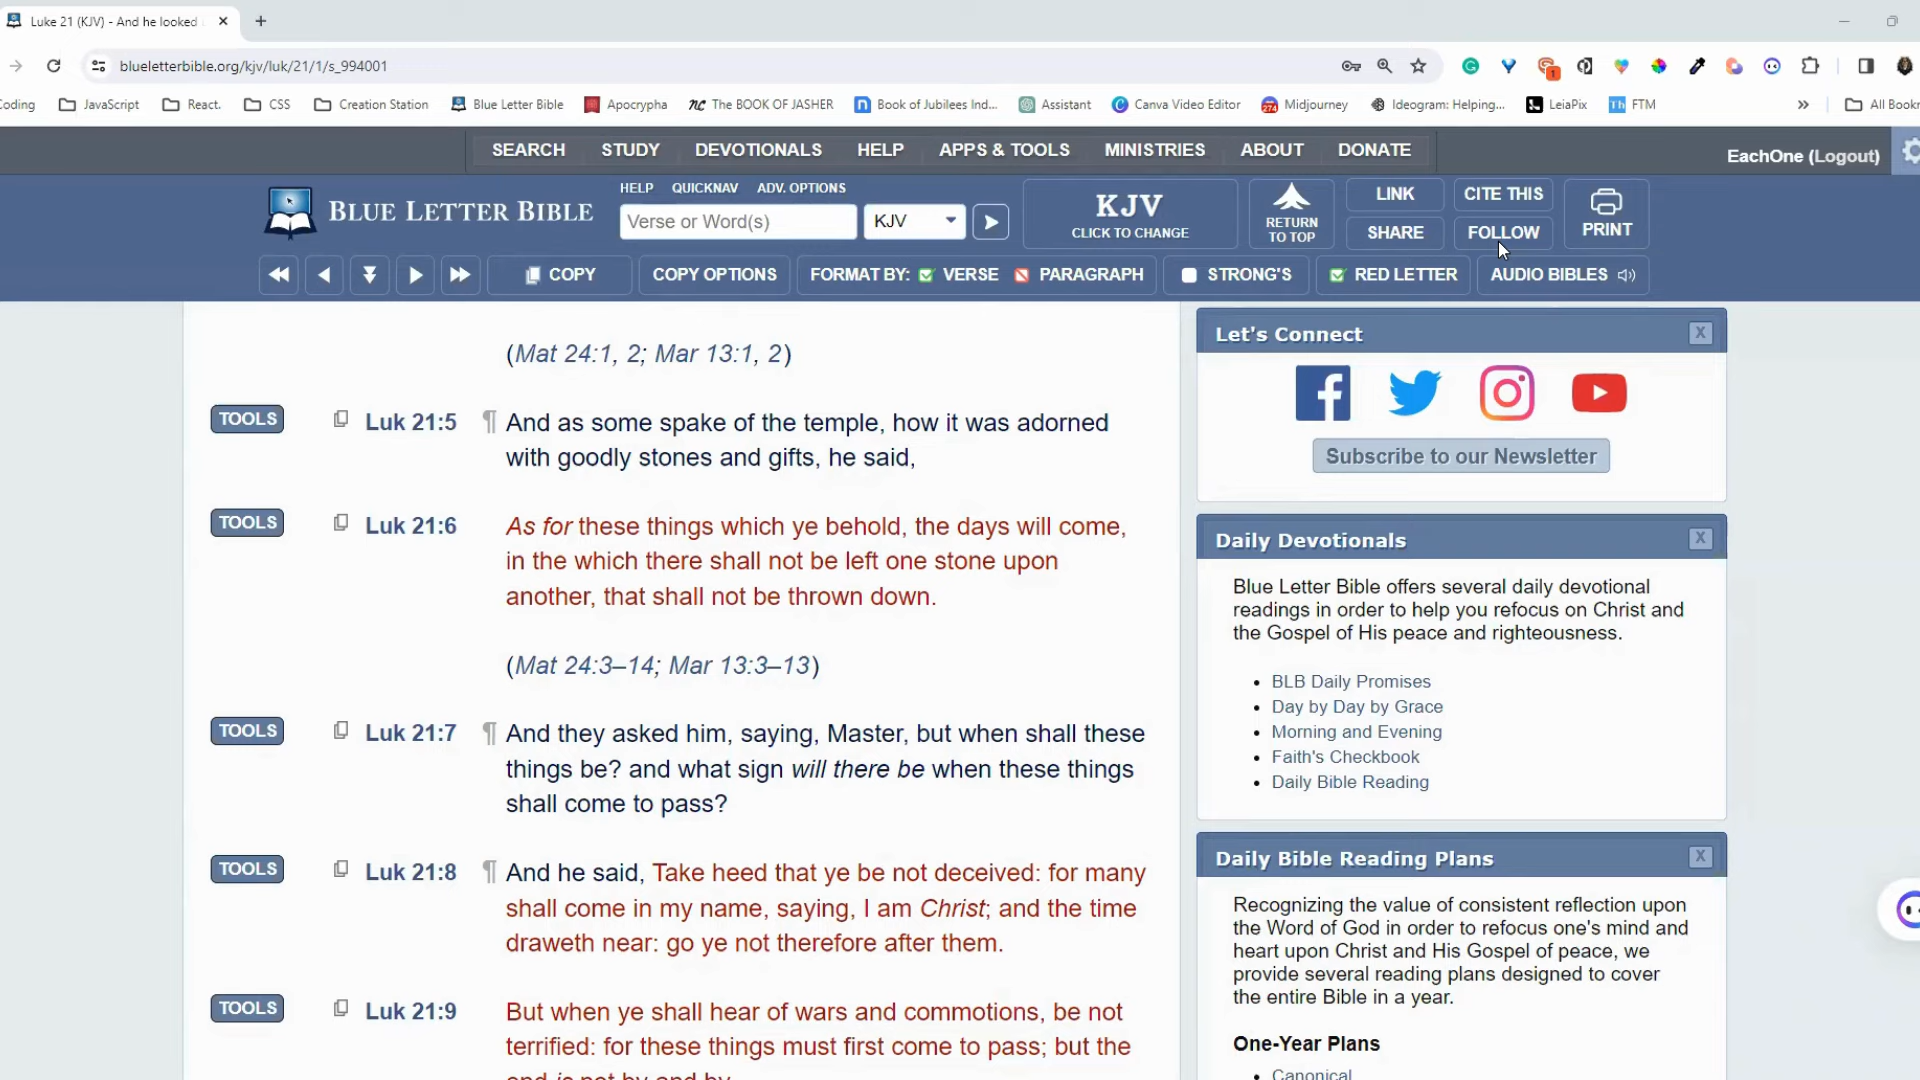 Luke 21 (KJV) - And he looked
blueletterbible.org/kjv/luk/21/1/s_994001
1
Coding JavaScript React. CSS Creation Station Blue Letter Bible Apocrypha The BOOK OF JASHER Book of Jubilees Ind... Assistant Canva Video Editor 274 Midjourney Ideogram: Helping... LeiaPix Th FTM » All Bookr
SEARCH STUDY DEVOTIONALS HELP APPS & TOOLS MINISTRIES ABOUT DONATE
EachOne (Logout)
BLUE LETTER BIBLE
HELP QUICKNAV ADV. OPTIONS
Verse or Word(s) KJV
KJV
CLICK TO CHANGE
RETURN
TO TOP
LINK
SHARE
CITE THIS
FOLLOW
PRINT
COPY COPY OPTIONS FORMAT BY: VERSE PARAGRAPH STRONG'S RED LETTER AUDIO BIBLES
(Mat 24:1, 2; Mar 13:1, 2)
TOOLS Luk 21:5 ¶ And as some spake of the temple, how it was adorned
with goodly stones and gifts, he said,
TOOLS Luk 21:6 As for these things which ye behold, the days will come,
in the which there shall not be left one stone upon
another, that shall not be thrown down.
(Mat 24:3–14; Mar 13:3–13)
TOOLS Luk 21:7 ¶ And they asked him, saying, Master, but when shall these
things be? and what sign will there be when these things
shall come to pass?
TOOLS Luk 21:8 ¶ And he said, Take heed that ye be not deceived: for many
shall come in my name, saying, I am Christ; and the time
draweth near: go ye not therefore after them.
TOOLS Luk 21:9 But when ye shall hear of wars and commotions, be not
terrified: for these things must first come to pass; but the
end is not by and by.
Let's Connect X
Subscribe to our Newsletter
Daily Devotionals X
Blue Letter Bible offers several daily devotional
readings in order to help you refocus on Christ and
the Gospel of His peace and righteousness.
• BLB Daily Promises
• Day by Day by Grace
• Morning and Evening
• Faith's Checkbook
• Daily Bible Reading
Daily Bible Reading Plans X
Recognizing the value of consistent reflection upon
the Word of God in order to refocus one's mind and
heart upon Christ and His Gospel of peace, we
provide several reading plans designed to cover
the entire Bible in a year.
One-Year Plans
Canonical